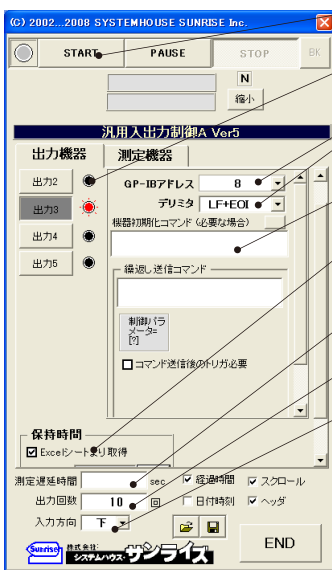 (C) 2002...2008 SYSTEMHOUSE SUNRISE Inc.
START PAUSE STOP BK
N
縮小
汎用入出力制御A Ver5
出力機器 測定機器
出力2
出力3
出力4
出力5
GP-IBアドレス 8
デリミタ LF+EOI
機器初期化コマンド (必要な場合)
繰返し送信コマンド
制御パラ
メータ=
[?]
コマンド送信後のトリガ必要
保持時間
Excelシートより取得
測定遅延時間 sec 経過時間 スクロール
出力回数 10 回 日付時刻 ヘッダ
入力方向 下
Sunrise 株式会社 システムハウス・サンライズ
END